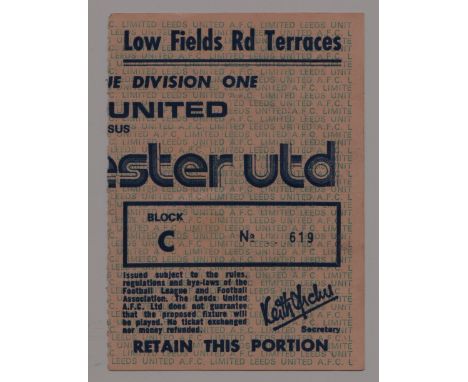 Low Fields Rd Terraces
UE DIVISION ONE
UNITED
SUS
ester utd
BLOCK
C
No 619
Issued subject to the rules,
regulations and bye-laws of the
Football League and Football
Association. The Leeds United
A.F.C. Ltd does not guarantee
that the proposed fixture will
be played. No ticket exchanged
nor money refunded.
Secretary
RETAIN THIS PORTION